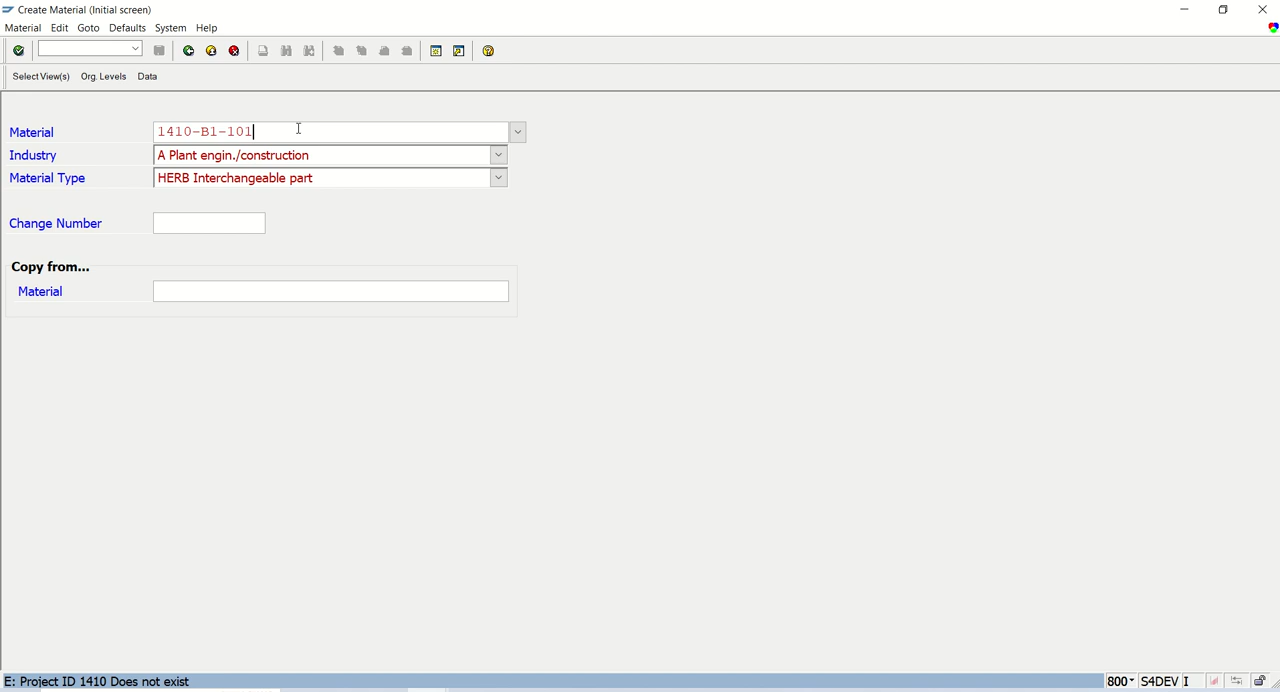 Create Material (Initial screen)
Material Edit Goto Defaults System Help
SelectView(s) Org. Levels Data
Material 1410-B1-101
Industry A Plant engin./construction
Material Type HERB Interchangeable part
Change Number
Copy from...
Material
E: Project ID 1410 Does not exist 800 S4DEV I